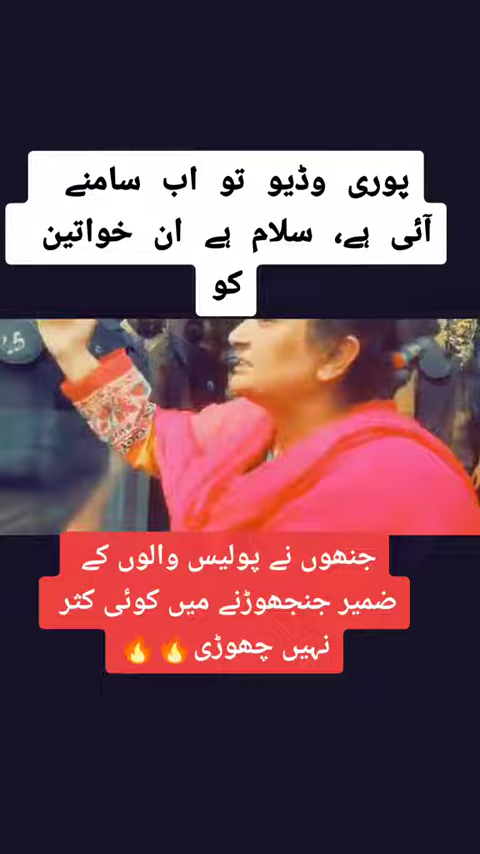 پوری وڈیو تو اب سامنے
آئی ہے، سلام ہے ان خواتین
کو
جنھوں نے پولیس والوں کے
ضمیر جنجھوڑنے میں کوئی کثر
نہیں چھوڑی🔥🔥